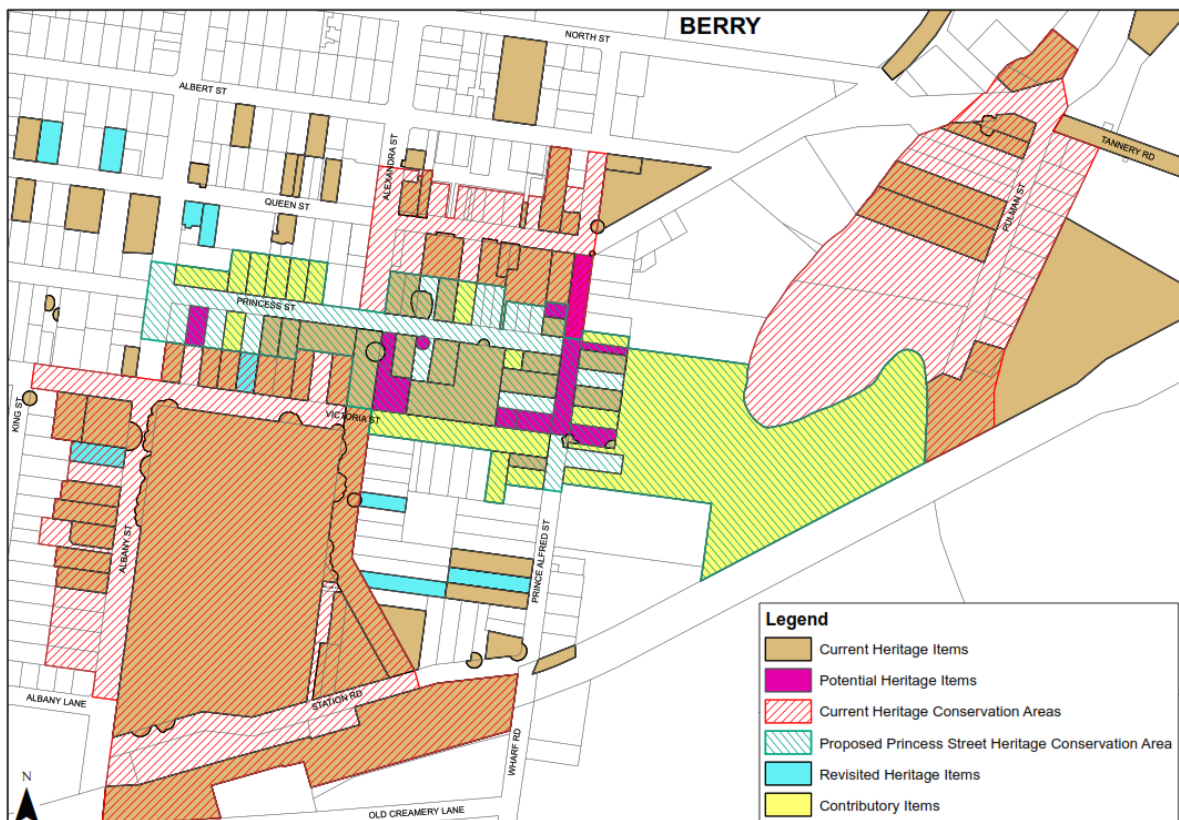 BERRY
NORTH ST
ALBERT ST
ALEXANDRA ST
TANNERY RD
QUEEN ST
PULMAN ST
PRINCESS ST
KING ST
VICTORIA ST
ALBANY ST
PRINCE ALFRED ST
STATION RD
ALBANY LANE
WHARF RD
OLD CREAMERY LANE
N
Legend
Current Heritage Items
Potential Heritage Items
Current Heritage Conservation Areas
Proposed Princess Street Heritage Conservation Area
Revisited Heritage Items
Contributory Items